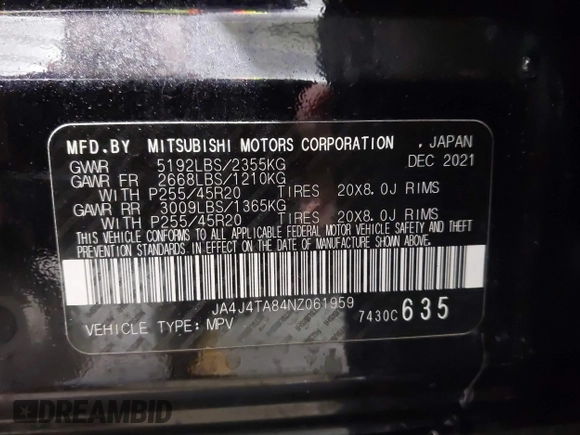 MFD.BY MITSUBISHI MOTORS CORPORATION , JAPAN
GVWR 5192LBS/2355KG DEC 2021
GAWR FR 2668LBS/1210KG
WITH P255/45R20 TIRES 20X8.0J RIMS
GAWR RR 3009LBS/1365KG
WITH P255/45R20 TIRES 20X8.0J RIMS
THIS VEHICLE CONFORMS TO ALL APPLICABLE FEDERAL MOTOR VEHICLE SAFETY AND THEFT
PREVENTION STANDARDS IN EFFECT ON THE DATE OF MANUFACTURE SHOWN ABOVE.
JA4J4TA84NZ061959
7430C 635
VEHICLE TYPE: MPV
DREAMBID